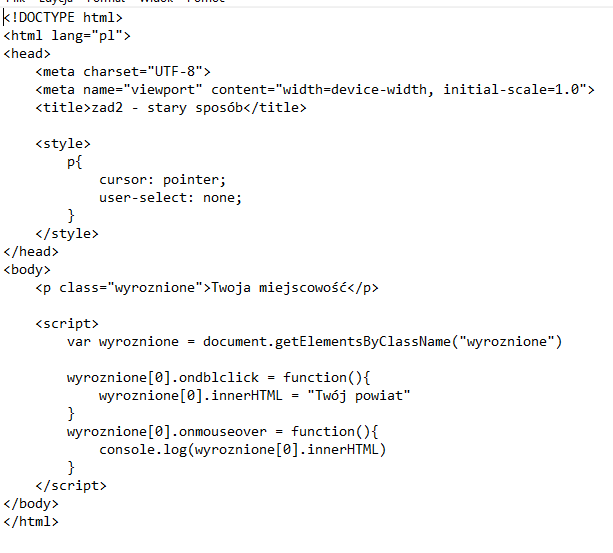 Plik Edycja Format Widok Pomoc
<!DOCTYPE html>
<html lang="pl">
<head>
    <meta charset="UTF-8">
    <meta name="viewport" content="width=device-width, initial-scale=1.0">
    <title>zad2 - stary sposób</title>

    <style>
        p{
            cursor: pointer;
            user-select: none;
        }
    </style>
</head>
<body>
    <p class="wyroznione">Twoja miejscowość</p>

    <script>
        var wyroznione = document.getElementsByClassName("wyroznione")

        wyroznione[0].ondblclick = function(){
            wyroznione[0].innerHTML = "Twój powiat"
        }
        wyroznione[0].onmouseover = function(){
            console.log(wyroznione[0].innerHTML)
        }
    </script>
</body>
</html>